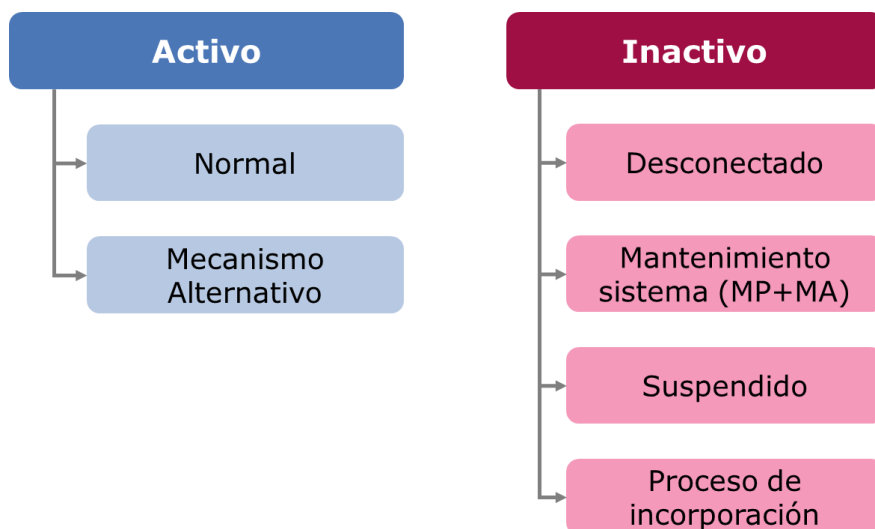 Activo
Normal
Mecanismo
Alternativo
Inactivo
Desconectado
Mantenimiento
sistema (MP+MA)
Suspendido
Proceso de
incorporación